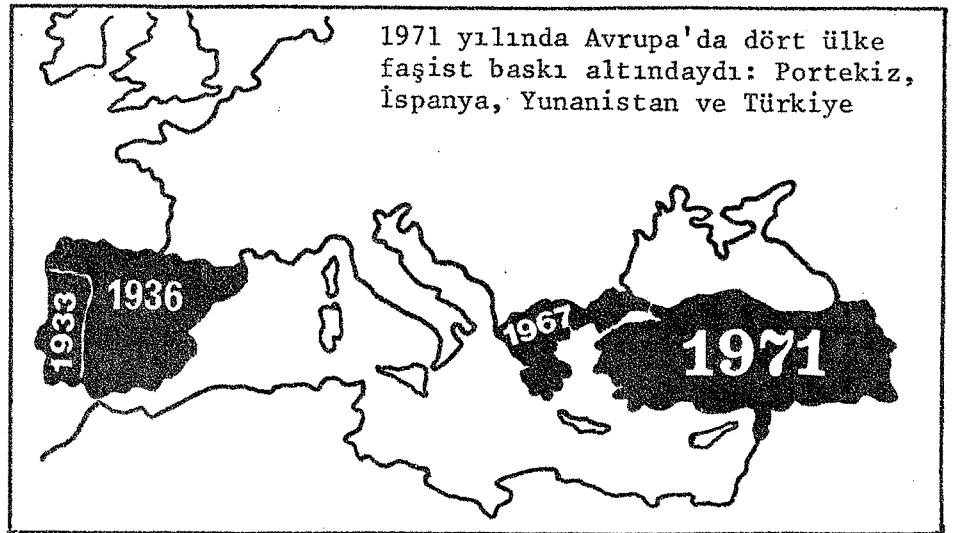 1971 yılında Avrupa'da dört ülke
faşist baskı altındaydı: Portekiz,
İspanya, Yunanistan ve Türkiye
1933
1936
1967
1971